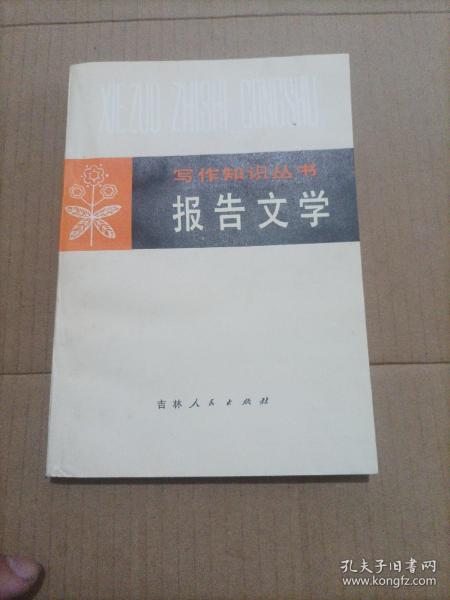 XIEZUO ZHISHI CONGSHU
写作知识丛书
报告文学
吉林人民出版社
孔夫子旧书网
www.kongfz.com